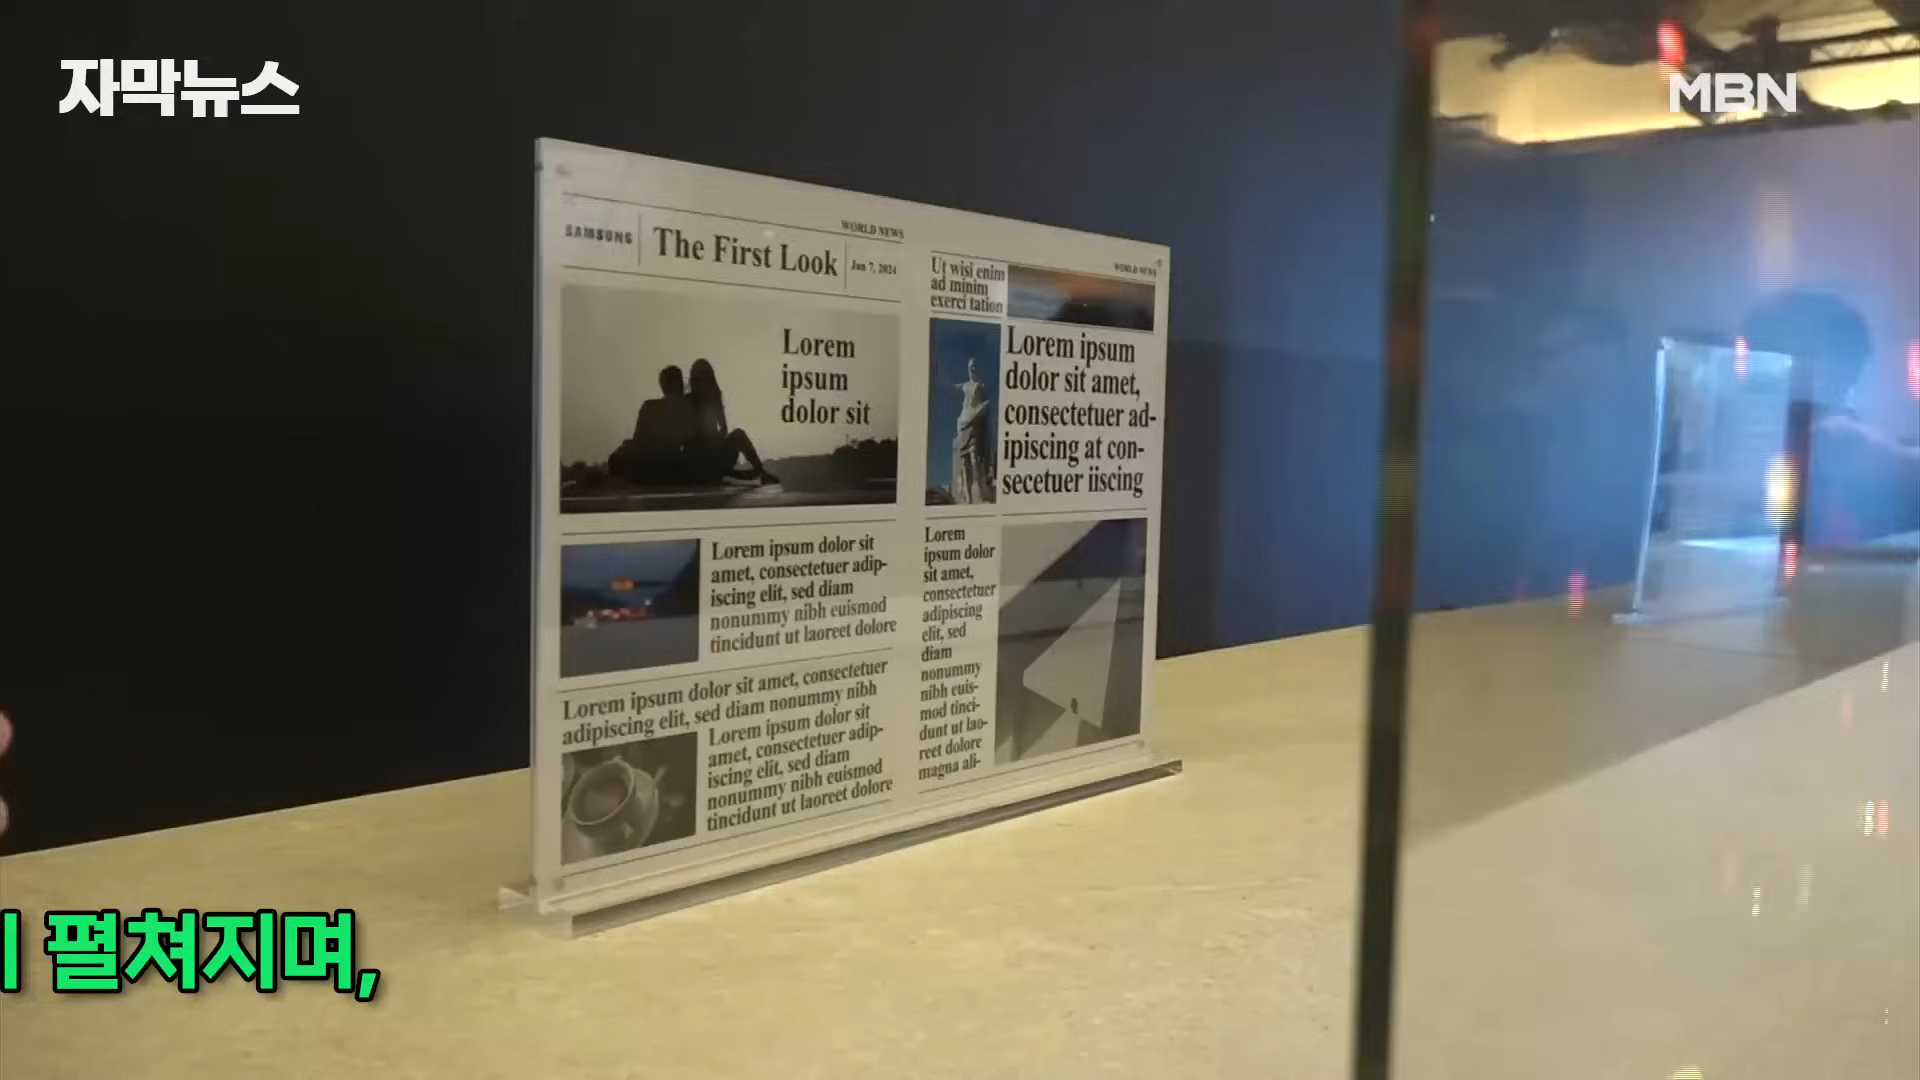 자막뉴스
MBN
WORLD NEWS
SAMSUNG
The First Look
Jan 7, 2024
Lorem
ipsum
dolor sit
Lorem ipsum dolor sit
amet, consectetuer adip-
iscing elit, sed diam
nonummy nibh euismod
tincidunt ut laoreet dolore
Lorem ipsum dolor sit amet, consectetuer
adipiscing elit, sed diam nonummy nibh
Lorem ipsum dolor sit
amet, consectetuer adip-
iscing elit, sed diam
nonummy nibh euismod
tincidunt ut laoreet dolore
WORLD NEWS
Ut wisi enim
ad minim
exerci tation
Lorem ipsum
dolor sit amet,
consectetuer ad-
ipiscing at con-
secetuer iiscing
Lorem
ipsum dolor
sit amet,
consectetuer
adipiscing
elit, sed
diam
nonummy
nibh euis-
mod tinci-
dunt ut lao-
reet dolore
magna ali-
펼쳐지며,